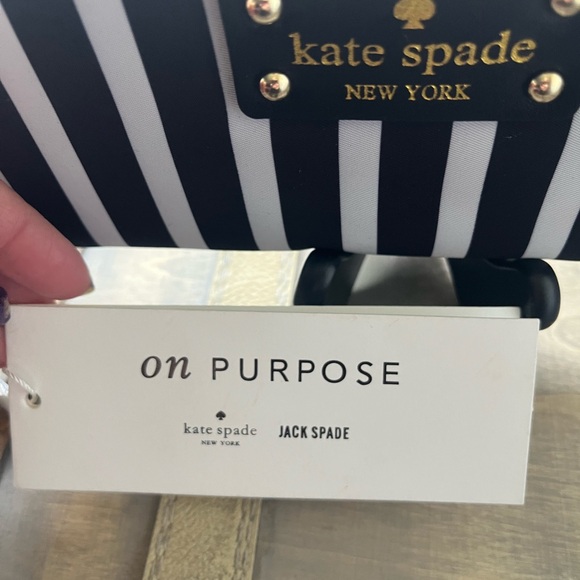 kate spade
NEW YORK
on PURPOSE
kate spade JACK SPADE
NEW YORK